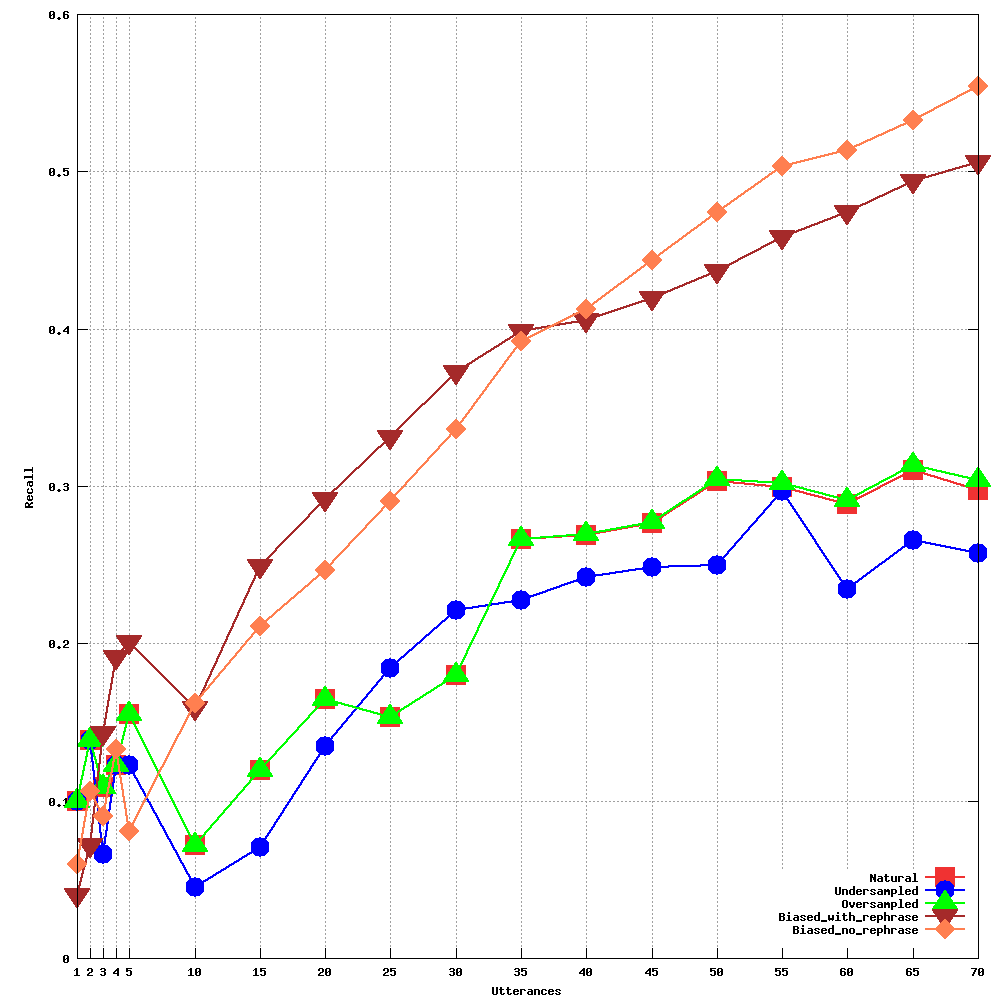 0.6
0.5
0.4
0.3
0.2
0.1
0
Recall
1 2 3 4 5 10 15 20 25 30 35 40 45 50 55 60 65 70
Utterances
Natural
Undersampled
Oversampled
Biased_with_rephrase
Biased_no_rephrase